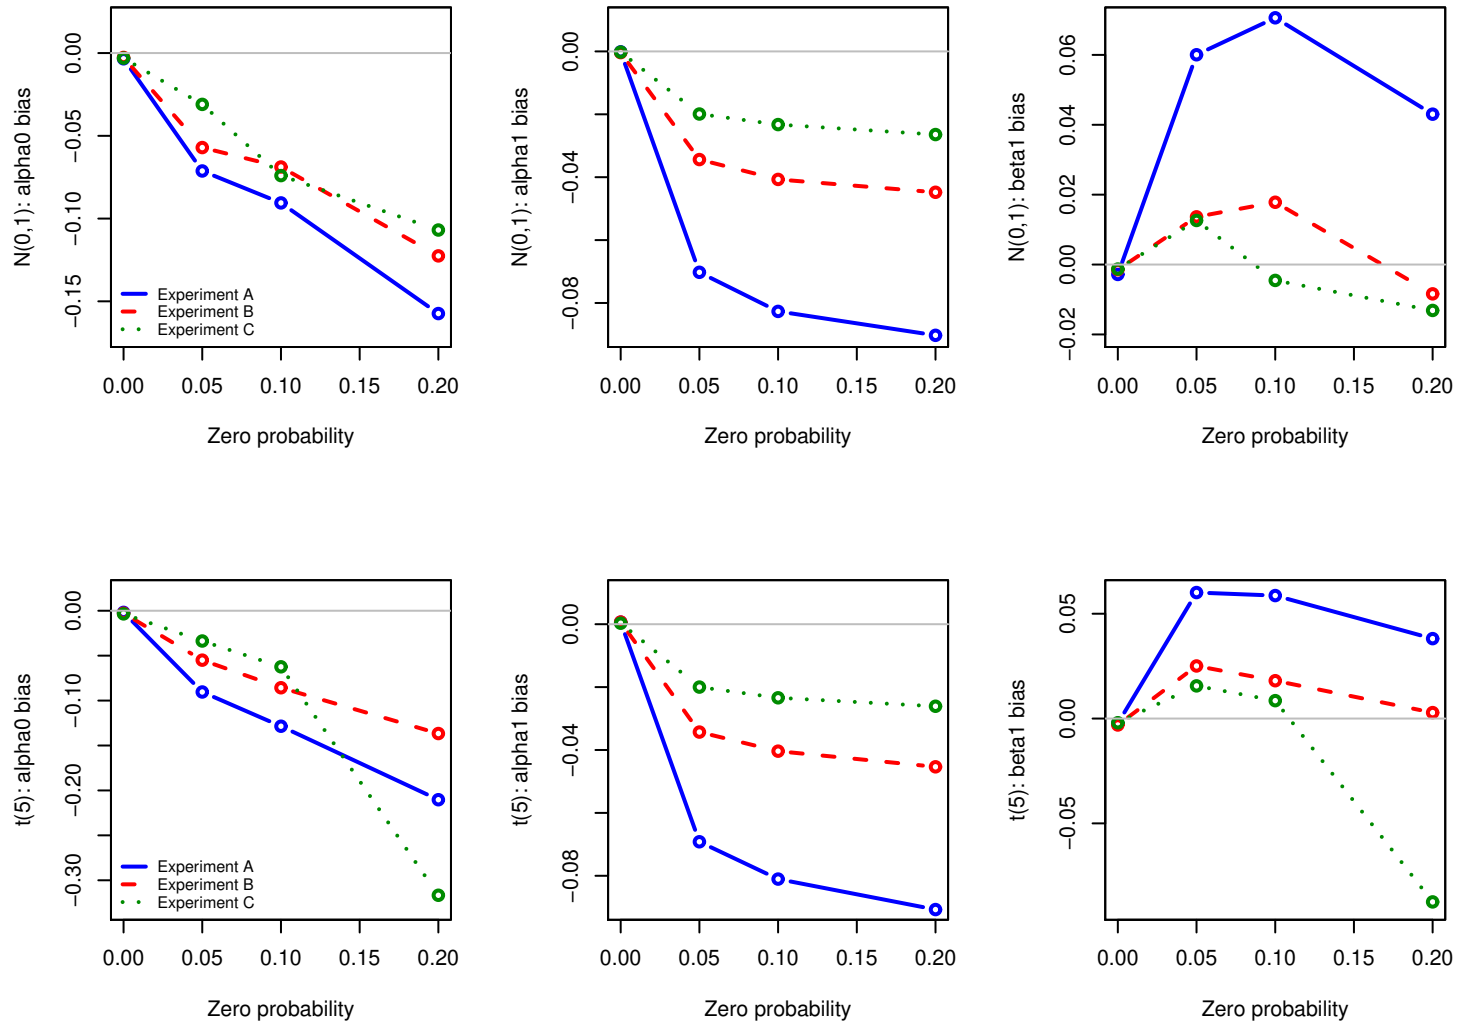 N(0,1): alpha0 bias
0.00
−0.05
−0.10
−0.15
Experiment A
Experiment B
Experiment C
0.00 0.05 0.10 0.15 0.20
Zero probability
N(0,1): alpha1 bias
0.00
−0.04
−0.08
0.00 0.05 0.10 0.15 0.20
Zero probability
N(0,1): beta1 bias
0.06
0.04
0.02
0.00
−0.02
0.00 0.05 0.10 0.15 0.20
Zero probability
t(5): alpha0 bias
0.00
−0.10
−0.20
−0.30
Experiment A
Experiment B
Experiment C
0.00 0.05 0.10 0.15 0.20
Zero probability
t(5): alpha1 bias
0.00
−0.04
−0.08
0.00 0.05 0.10 0.15 0.20
Zero probability
t(5): beta1 bias
0.05
0.00
−0.05
0.00 0.05 0.10 0.15 0.20
Zero probability